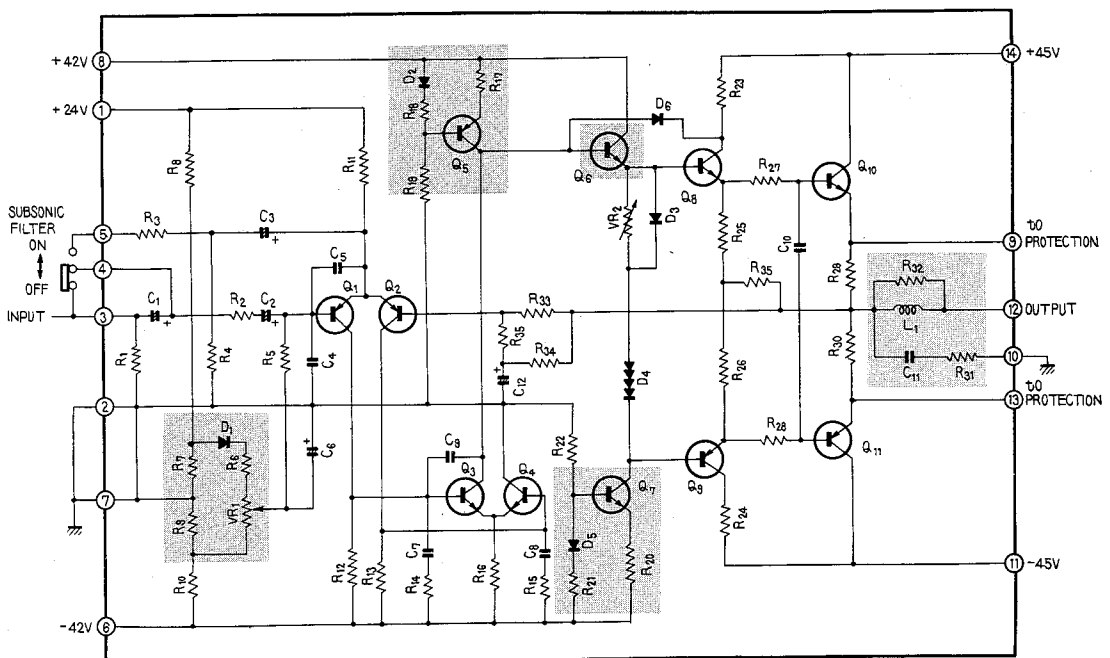 +42V 8
+24V 1
SUBSONIC
FILTER
ON
OFF
5
4
INPUT 3
2
7
-42V 6
14 +45V
9 to
PROTECTION
12 OUTPUT
10
to
13 PROTECTION
11 -45V
D2
R18
R17
Q5
R19
R8
R11
R3
C3
C5
C1
R2
C2
Q1
Q2
R1
R4
R5
C4
C6
D1
R7
R6
R9
VR1
R10
R12
R13
C9
Q3
Q4
C7
R14
R16
C8
R15
R33
R35
R34
C12
R22
Q7
D5
R21
R20
Q6
VR2
D3
D4
D6
R23
Q8
R27
Q10
R25
C10
R35
R29
R26
R30
R28
Q9
Q11
R24
R32
L1
C11
R31